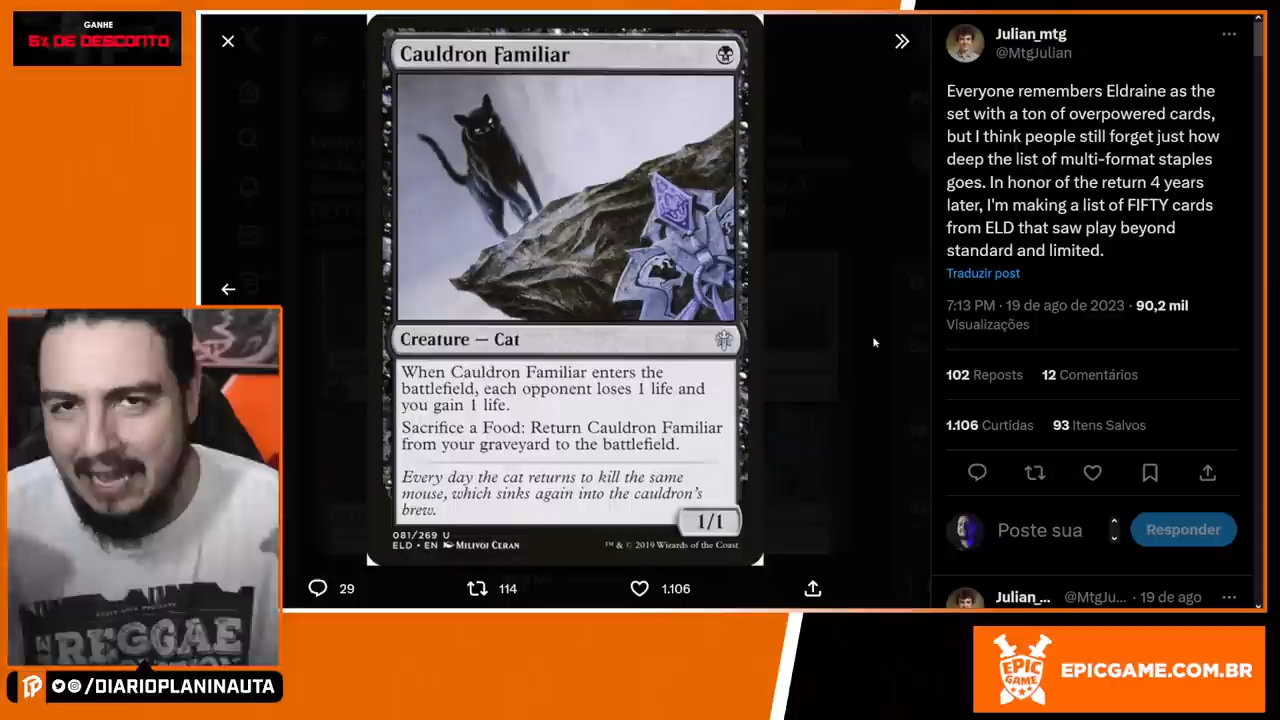 GANHE
5% DE DESCONTO
Cauldron Familiar
Creature — Cat
When Cauldron Familiar enters the
battlefield, each opponent loses 1 life and
you gain 1 life.
Sacrifice a Food: Return Cauldron Familiar
from your graveyard to the battlefield.
Every day the cat returns to kill the same
mouse, which sinks again into the cauldron's
brew.
1/1
081/269 U
ELD • EN Milivoj Ceran
™ & © 2019 Wizards of the Coast
29
114
1.106
Julian_mtg
@MtgJulian
Everyone remembers Eldraine as the
set with a ton of overpowered cards,
but I think people still forget just how
deep the list of multi-format staples
goes. In honor of the return 4 years
later, I'm making a list of FIFTY cards
from ELD that saw play beyond
standard and limited.
Traduzir post
7:13 PM · 19 de ago de 2023 · 90,2 mil
Visualizações
102 Reposts 12 Comentários
1.106 Curtidas 93 Itens Salvos
Poste sua
Responder
Julian_... @MtgJu... · 19 de ago
REGGAE
/DIARIOPLANINAUTA
EPIC
GAME
EPICGAME.COM.BR